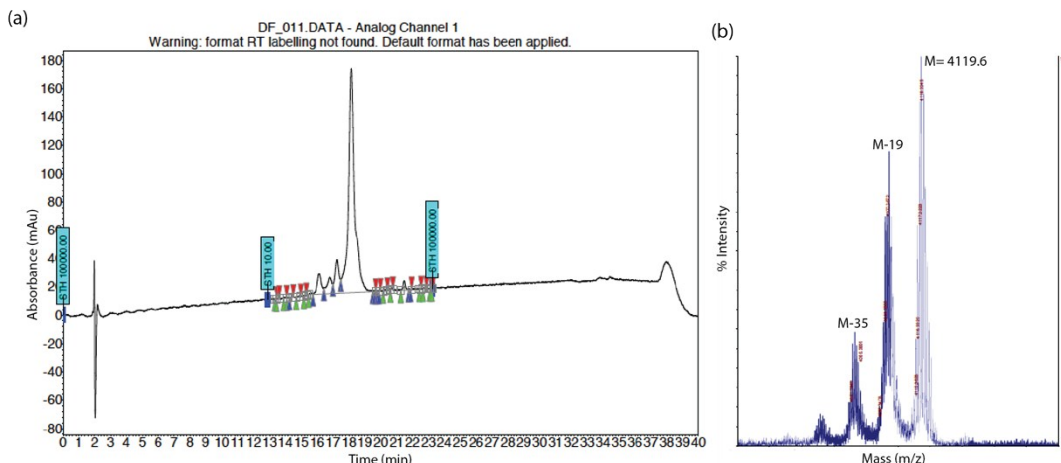 (a)
DF_011.DATA - Analog Channel 1
Warning: format RT labelling not found. Default format has been applied.
180
160
140
120
100
80
60
40
20
0
-20
-40
-60
-80
Absorbance (mAu)
STH 100000.00
STH 10.00
STH 100000.00
0 1 2 3 4 5 6 7 8 9 10 11 12 13 14 15 16 17 18 19 20 21 22 23 24 25 26 27 28 29 30 31 32 33 34 35 36 37 38 39 40
Time (min)
(b)
M= 4119.6
M-19
M-35
% Intensity
Mass (m/z)